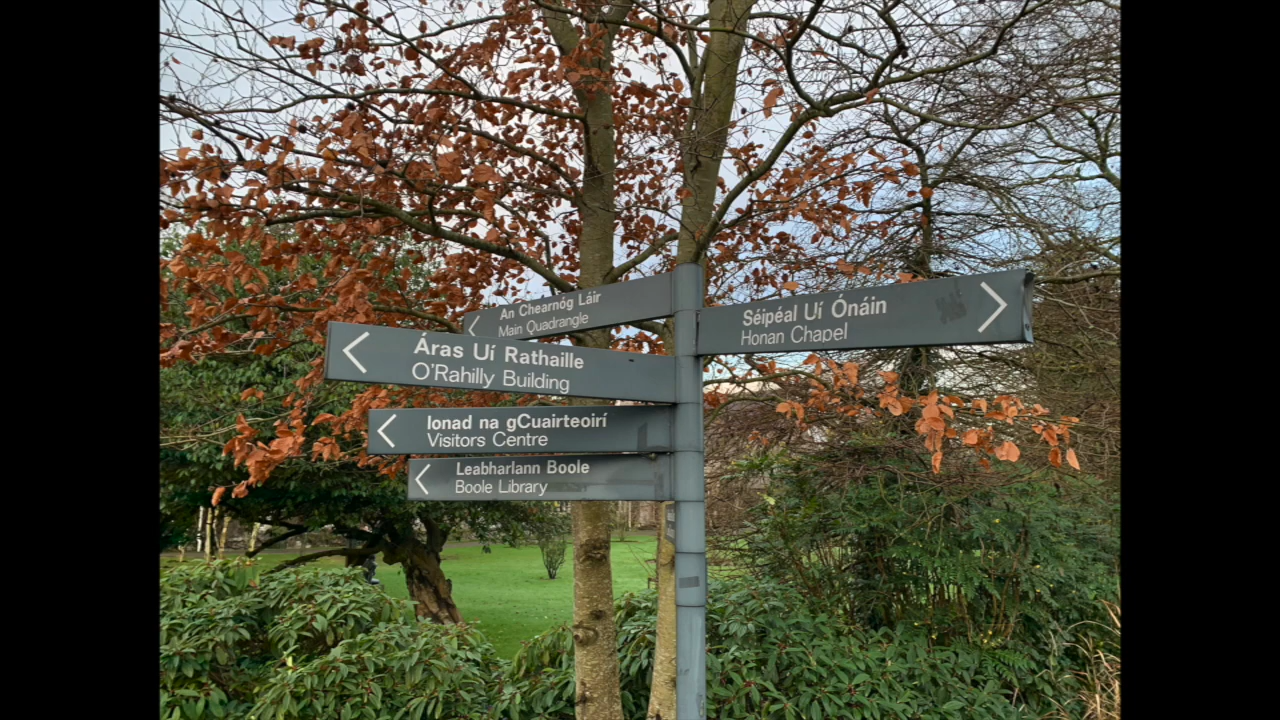 An Chearnóg Láir
Main Quadrangle
Áras Uí Rathaille
O'Rahilly Building
Ionad na gCuairteoirí
Visitors Centre
Leabharlann Boole
Boole Library
Séipéal Uí Ónáin
Honan Chapel